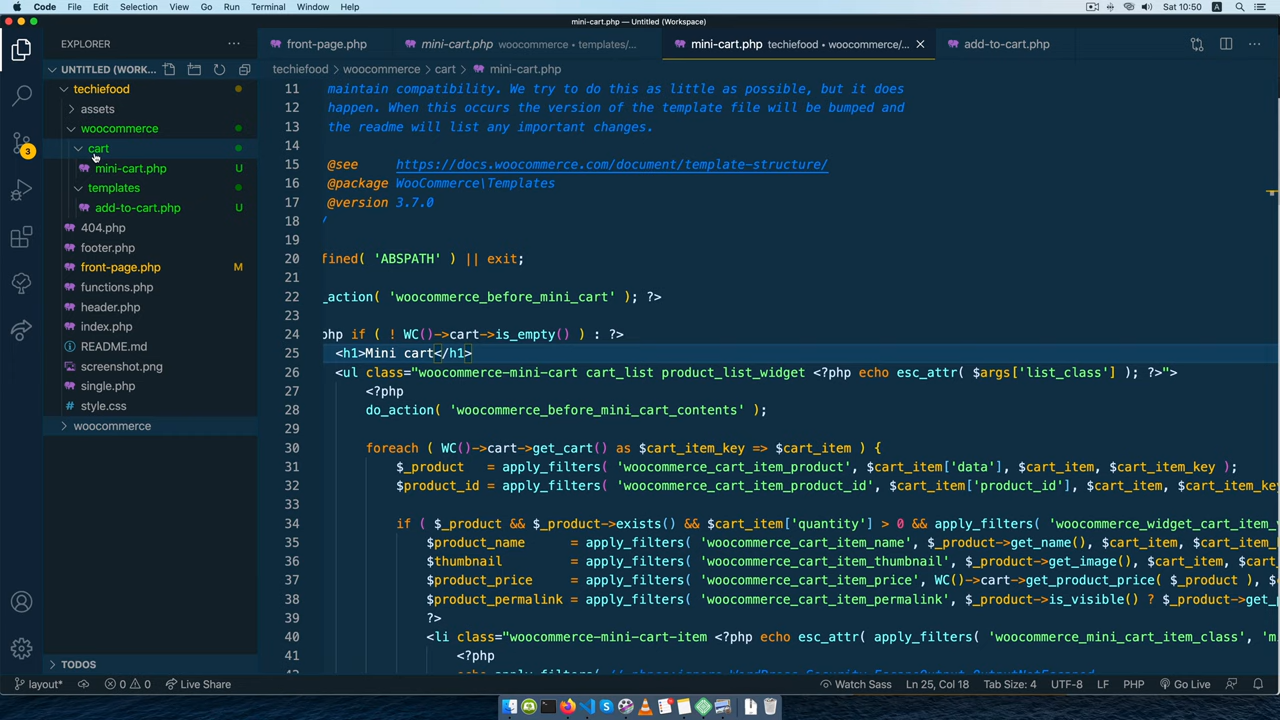 Code File Edit Selection View Go Run Terminal Window Help
Sat 10:50 A
mini-cart.php — Untitled (Workspace)
EXPLORER
UNTITLED (WORK...
techiefood
assets
woocommerce
cart
mini-cart.php U
templates
add-to-cart.php U
404.php
footer.php
front-page.php M
functions.php
header.php
index.php
README.md
screenshot.png
single.php
style.css
woocommerce
TODOS
3
front-page.php
mini-cart.php woocommerce • templates/...
mini-cart.php techiefood • woocommerce/...
add-to-cart.php
techiefood > woocommerce > cart > mini-cart.php
11 maintain compatibility. We try to do this as little as possible, but it does
12 happen. When this occurs the version of the template file will be bumped and
13 the readme will list any important changes.
14
15 @see https://docs.woocommerce.com/document/template-structure/
16 @package WooCommerce\Templates
17 @version 3.7.0
18 /
19
20 fined( 'ABSPATH' ) || exit;
21
22 _action( 'woocommerce_before_mini_cart' ); ?>
23
24 php if ( ! WC()->cart->is_empty() ) : ?>
25 <h1>Mini cart</h1>
26 <ul class="woocommerce-mini-cart cart_list product_list_widget <?php echo esc_attr( $args['list_class'] ); ?>">
27 <?php
28 do_action( 'woocommerce_before_mini_cart_contents' );
29
30 foreach ( WC()->cart->get_cart() as $cart_item_key => $cart_item ) {
31 $_product = apply_filters( 'woocommerce_cart_item_product', $cart_item['data'], $cart_item, $cart_item_key );
32 $product_id = apply_filters( 'woocommerce_cart_item_product_id', $cart_item['product_id'], $cart_item, $cart_item_key
33
34 if ( $_product && $_product->exists() && $cart_item['quantity'] > 0 && apply_filters( 'woocommerce_widget_cart_item_
35 $product_name = apply_filters( 'woocommerce_cart_item_name', $_product->get_name(), $cart_item,
36 $thumbnail = apply_filters( 'woocommerce_cart_item_thumbnail', $_product->get_image(), $cart_item,
37 $product_price = apply_filters( 'woocommerce_cart_item_price', WC()->cart->get_product_price( $_product ),
38 $product_permalink = apply_filters( 'woocommerce_cart_item_permalink', $_product->is_visible() ? $_product->get_
39 ?>
40 <li class="woocommerce-mini-cart-item <?php echo esc_attr( apply_filters( 'woocommerce_mini_cart_item_class',
41 <?php
layout* 0 0 Live Share
Watch Sass Ln 25, Col 18 Tab Size: 4 UTF-8 LF PHP Go Live